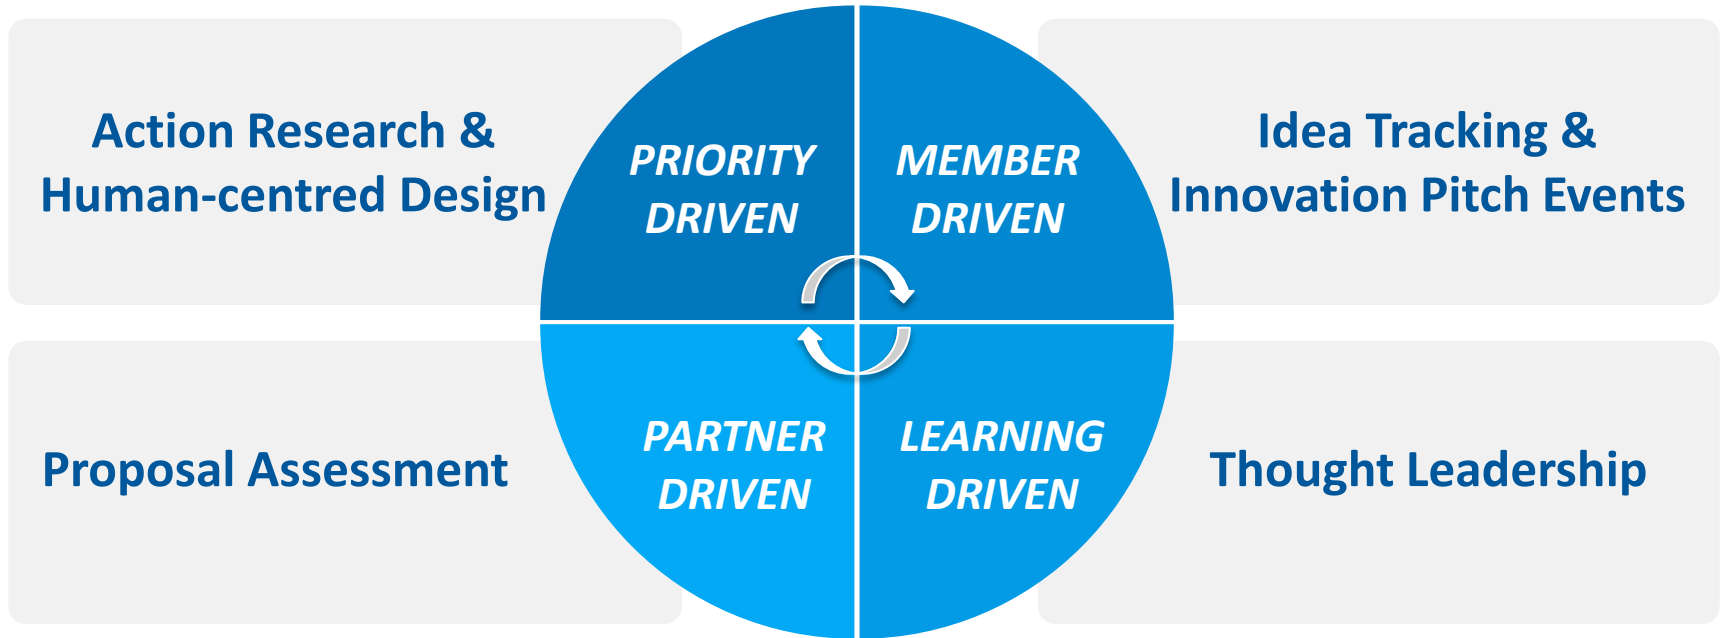 Action Research &
Human-centred Design
PRIORITY
DRIVEN
MEMBER
DRIVEN
Idea Tracking &
Innovation Pitch Events
Proposal Assessment
PARTNER
DRIVEN
LEARNING
DRIVEN
Thought Leadership